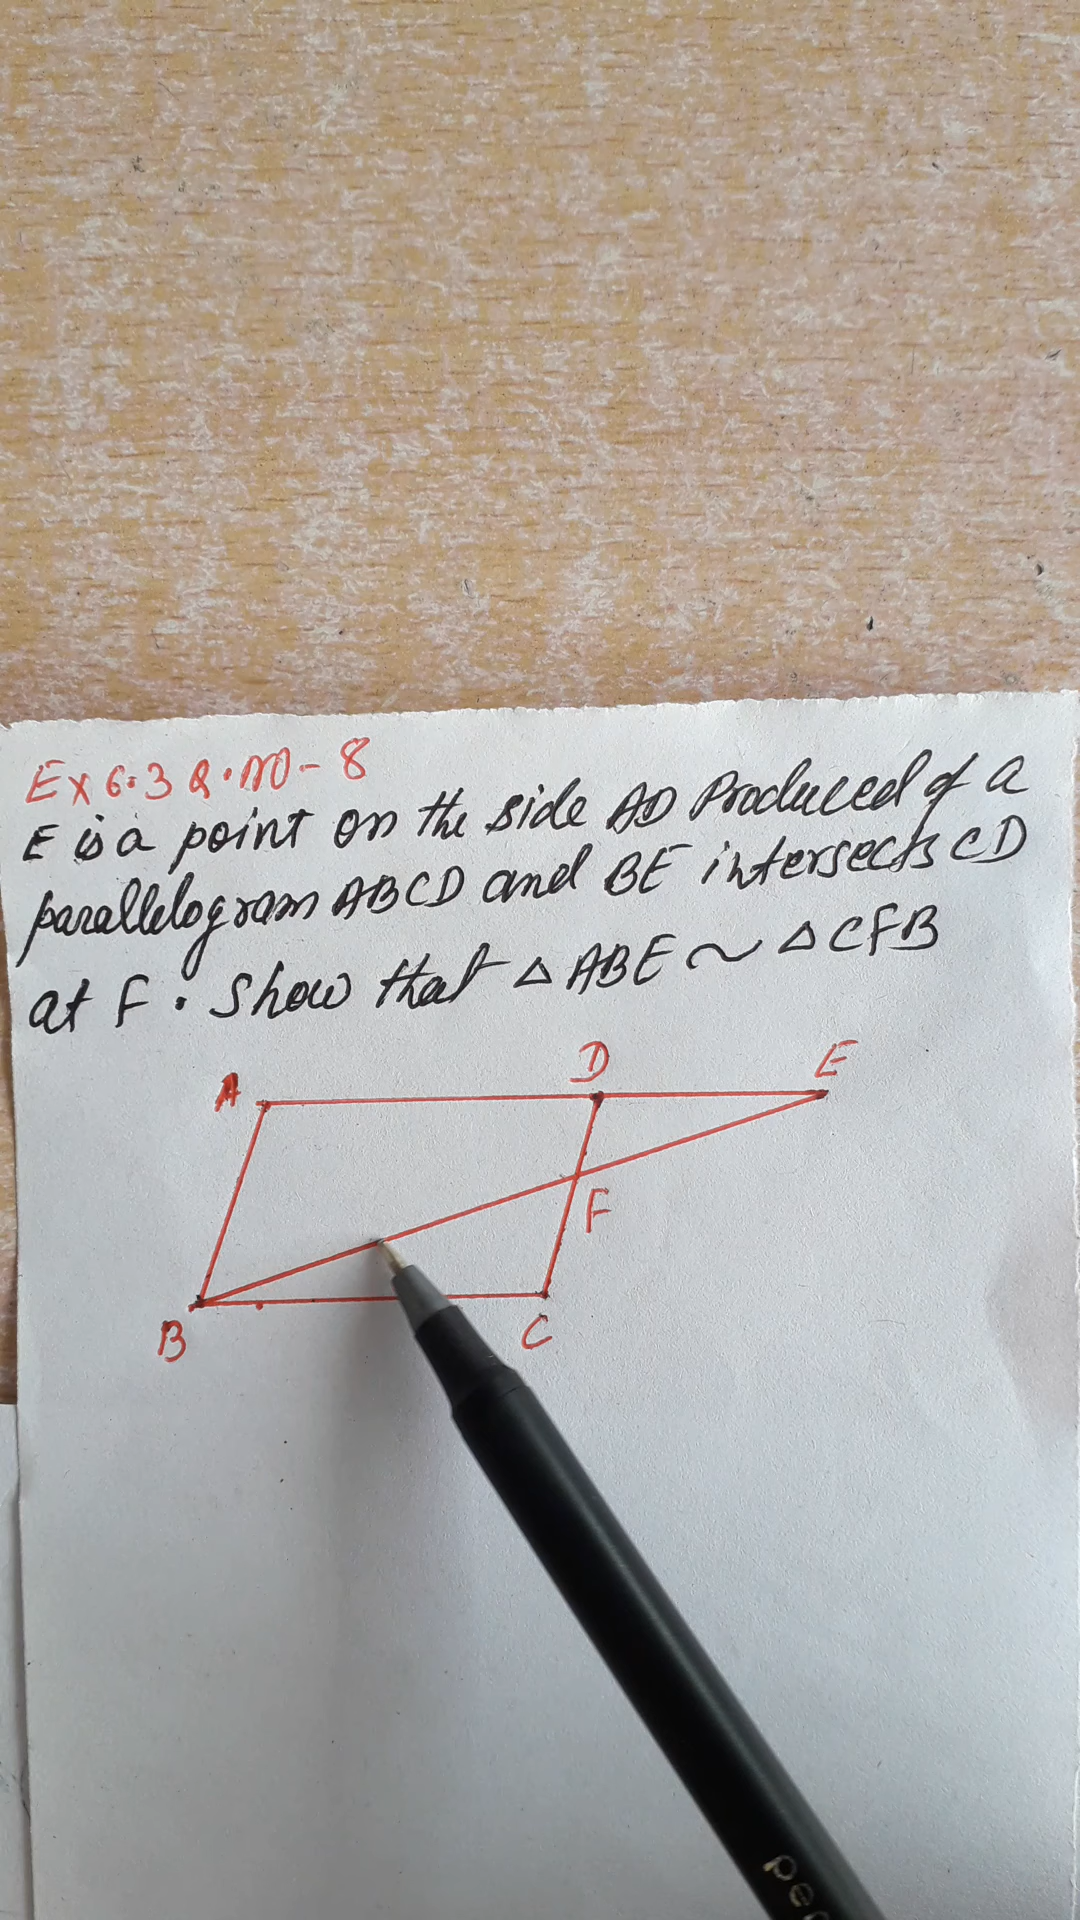 Ex 6.3 Q.NO-8
E is a point on the side AD Produced of a
parallelogram ABCD and BE intersects CD
at F. Show that △ABE ~ △CFB
A D E
F
B C